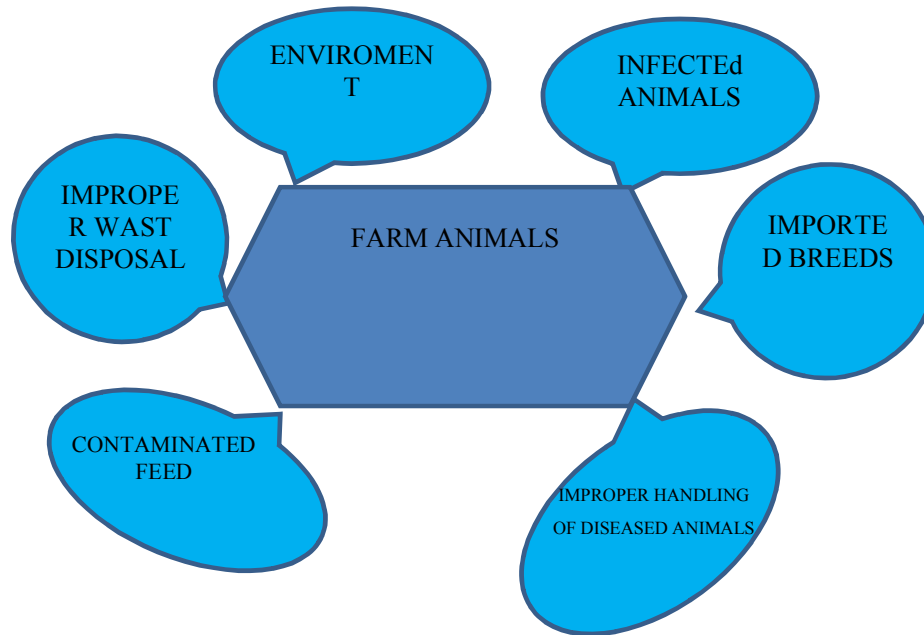 ENVIROMEN
T
INFECTEd
ANIMALS
IMPROPE
R WAST
DISPOSAL
FARM ANIMALS
IMPORTE
D BREEDS
CONTAMINATED
FEED
IMPROPER HANDLING
OF DISEASED ANIMALS